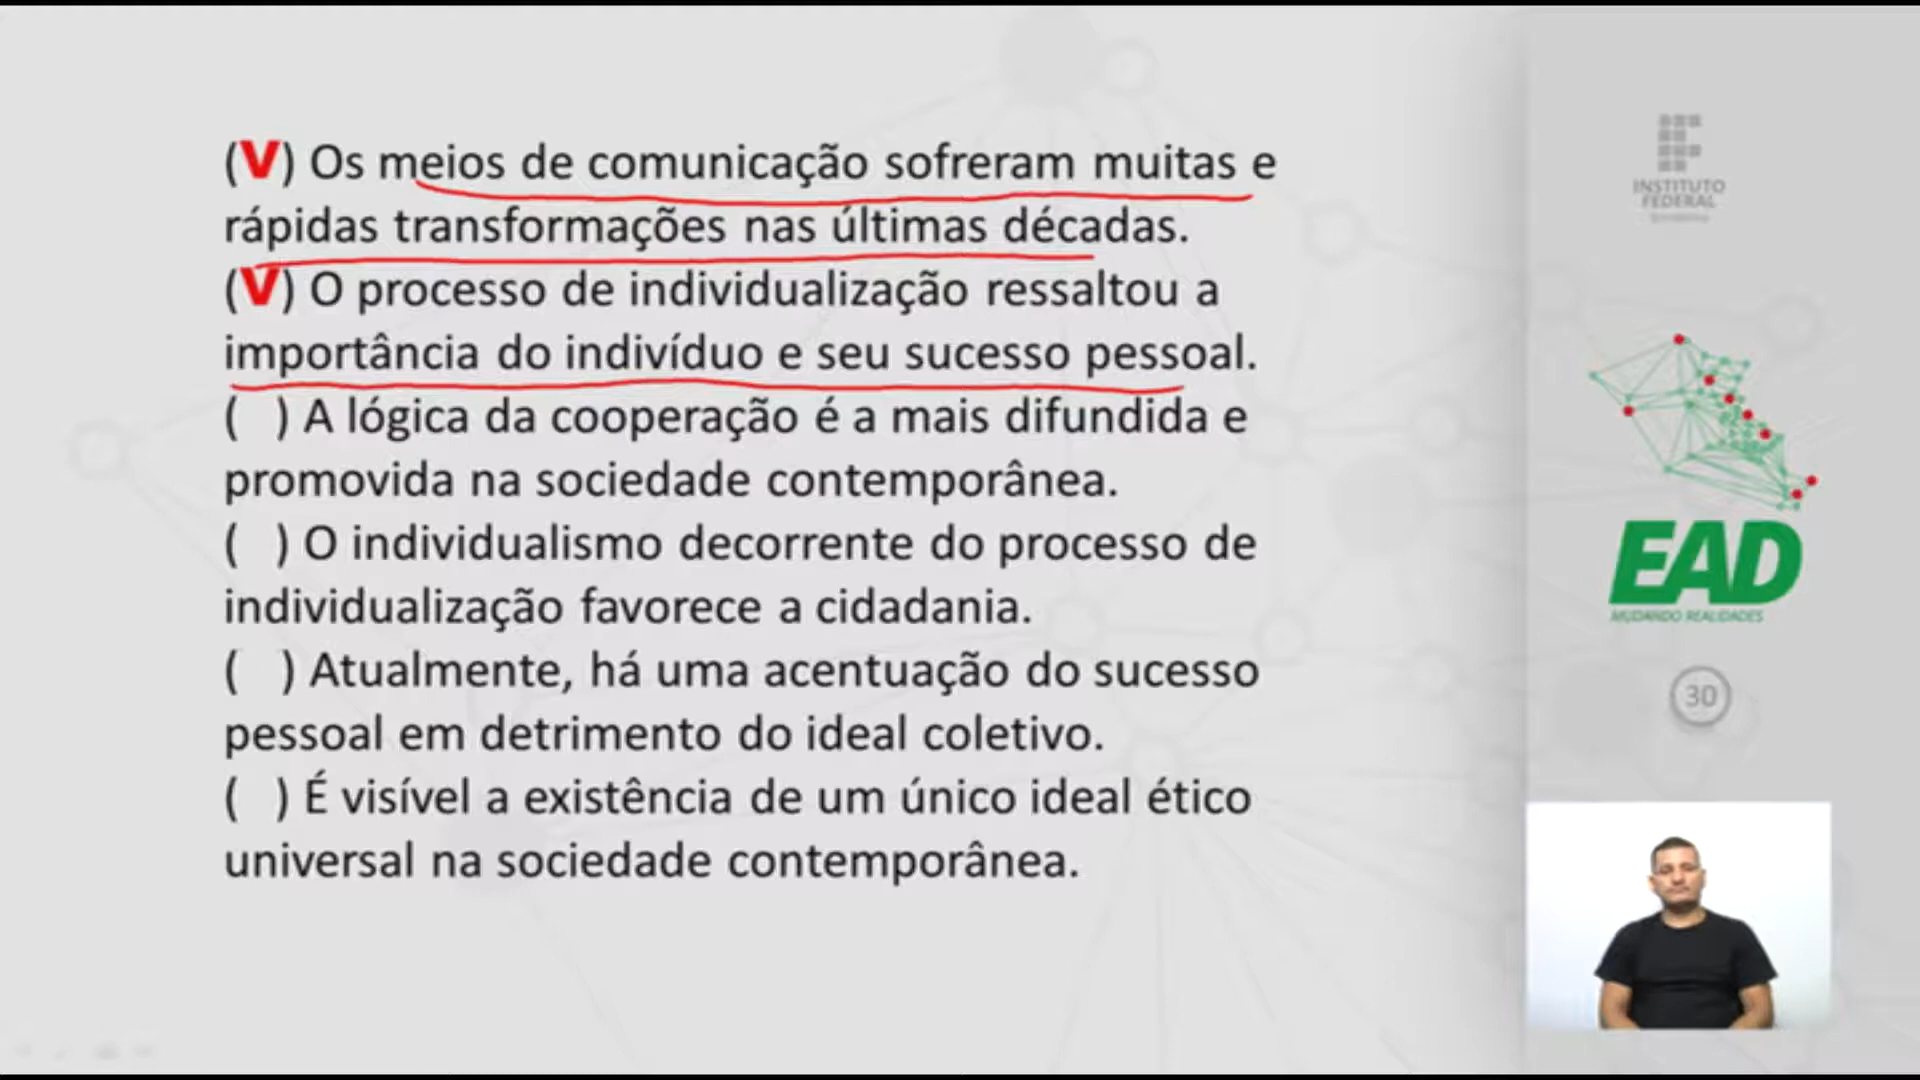 (V) Os meios de comunicação sofreram muitas e
rápidas transformações nas últimas décadas.
(V) O processo de individualização ressaltou a
importância do indivíduo e seu sucesso pessoal.
(  ) A lógica da cooperação é a mais difundida e
promovida na sociedade contemporânea.
(  ) O individualismo decorrente do processo de
individualização favorece a cidadania.
(  ) Atualmente, há uma acentuação do sucesso
pessoal em detrimento do ideal coletivo.
(  ) É visível a existência de um único ideal ético
universal na sociedade contemporânea.
INSTITUTO
FEDERAL
EAD
MUDANDO REALIDADES
30